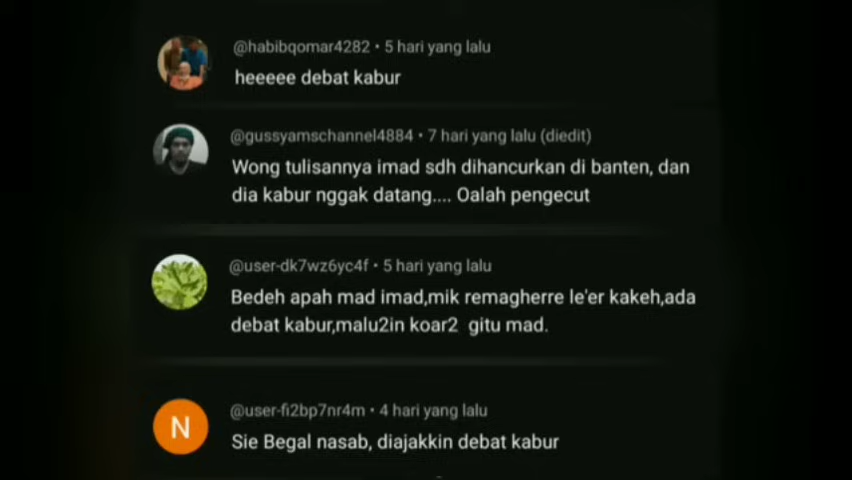 @habibqomar4282 • 5 hari yang lalu
heeeee debat kabur
@gussyamschannel4884 • 7 hari yang lalu (diedit)
Wong tulisannya imad sdh dihancurkan di banten, dan
dia kabur nggak datang.... Oalah pengecut
@user-dk7wz6yc4f • 5 hari yang lalu
Bedeh apah mad imad,mik remagherre le'er kakeh,ada
debat kabur,malu2in koar2 gitu mad.
N
@user-fi2bp7nr4m • 4 hari yang lalu
Sie Begal nasab, diajakkin debat kabur